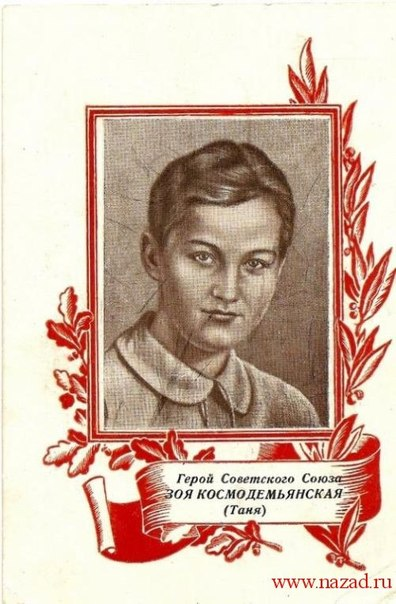 Герой Советского Союза
ЗОЯ КОСМОДЕМЬЯНСКАЯ
(Таня)
www.nazad.ru